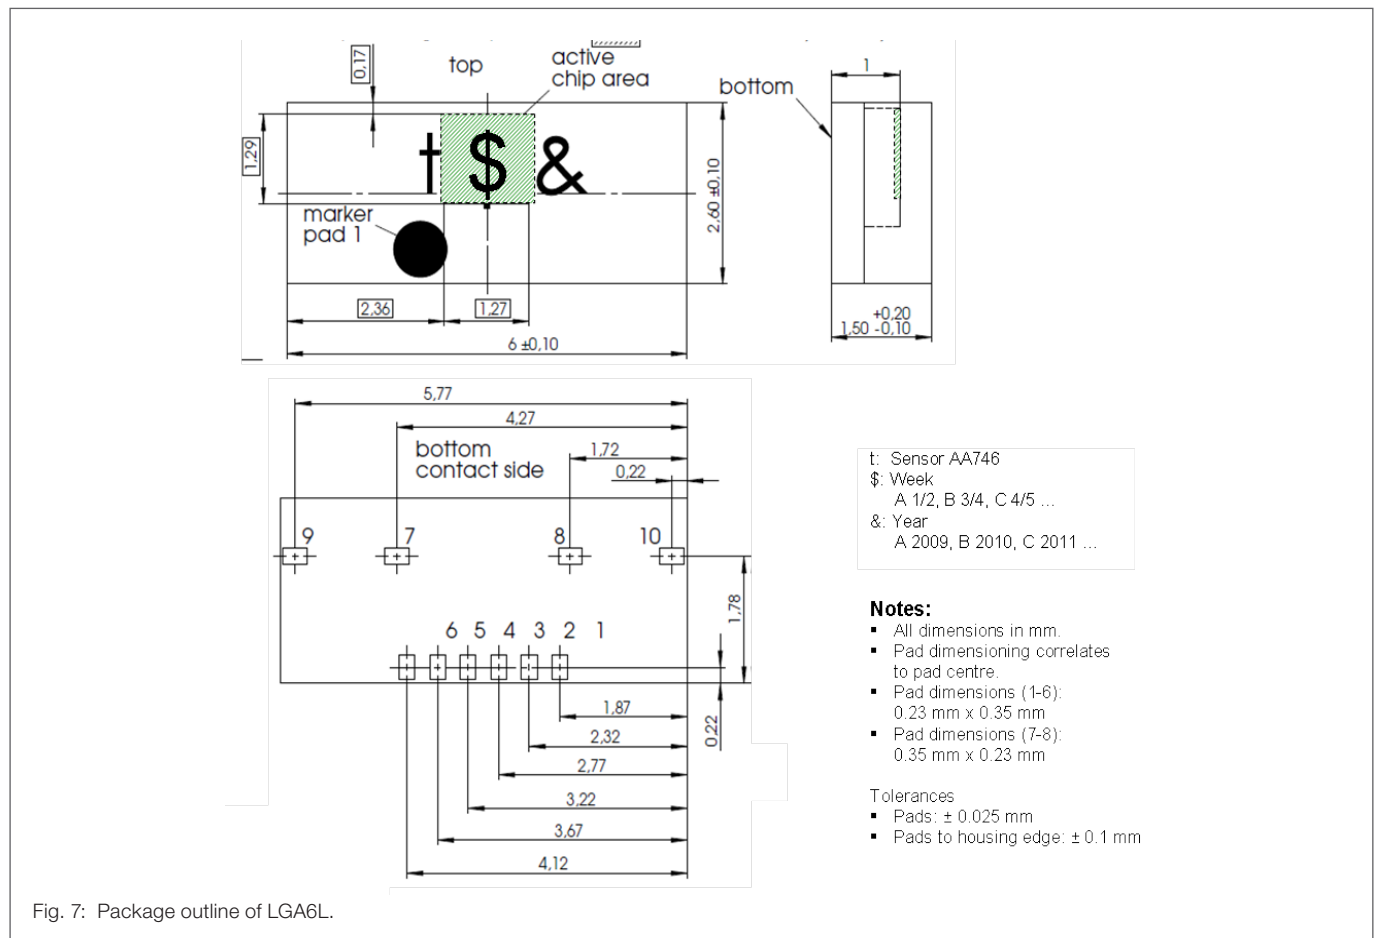 0,17
top
active
chip area
bottom
1
1,29
t $ &
2,60 ±0,10
marker
pad 1
2,36
1,27
6 ±0,10
+0,20
1,50 -0,10
5,77
4,27
bottom
contact side
1,72
0,22
9
7
8
10
1,78
6 5 4 3 2 1
0,22
1,87
2,32
2,77
3,22
3,67
4,12
t: Sensor AA746
$: Week
A 1/2, B 3/4, C 4/5 ...
&: Year
A 2009, B 2010, C 2011 ...
Notes:
▪ All dimensions in mm.
▪ Pad dimensioning correlates
to pad centre.
▪ Pad dimensions (1-6):
0.23 mm x 0.35 mm
▪ Pad dimensions (7-8):
0.35 mm x 0.23 mm
Tolerances
▪ Pads: ± 0.025 mm
▪ Pads to housing edge: ± 0.1 mm
Fig. 7: Package outline of LGA6L.